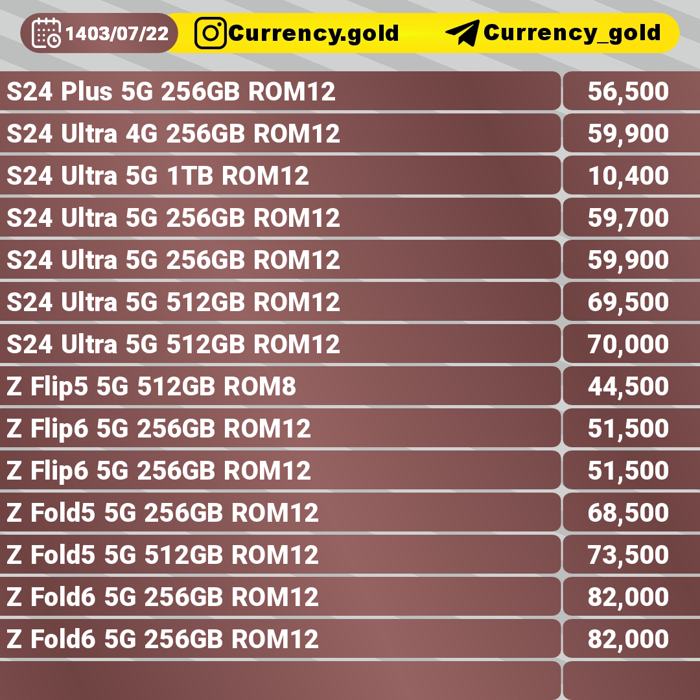 1403/07/22 Currency.gold Currency_gold
S24 Plus 5G 256GB ROM12 56,500
S24 Ultra 4G 256GB ROM12 59,900
S24 Ultra 5G 1TB ROM12 10,400
S24 Ultra 5G 256GB ROM12 59,700
S24 Ultra 5G 256GB ROM12 59,900
S24 Ultra 5G 512GB ROM12 69,500
S24 Ultra 5G 512GB ROM12 70,000
Z Flip5 5G 512GB ROM8 44,500
Z Flip6 5G 256GB ROM12 51,500
Z Flip6 5G 256GB ROM12 51,500
Z Fold5 5G 256GB ROM12 68,500
Z Fold5 5G 512GB ROM12 73,500
Z Fold6 5G 256GB ROM12 82,000
Z Fold6 5G 256GB ROM12 82,000